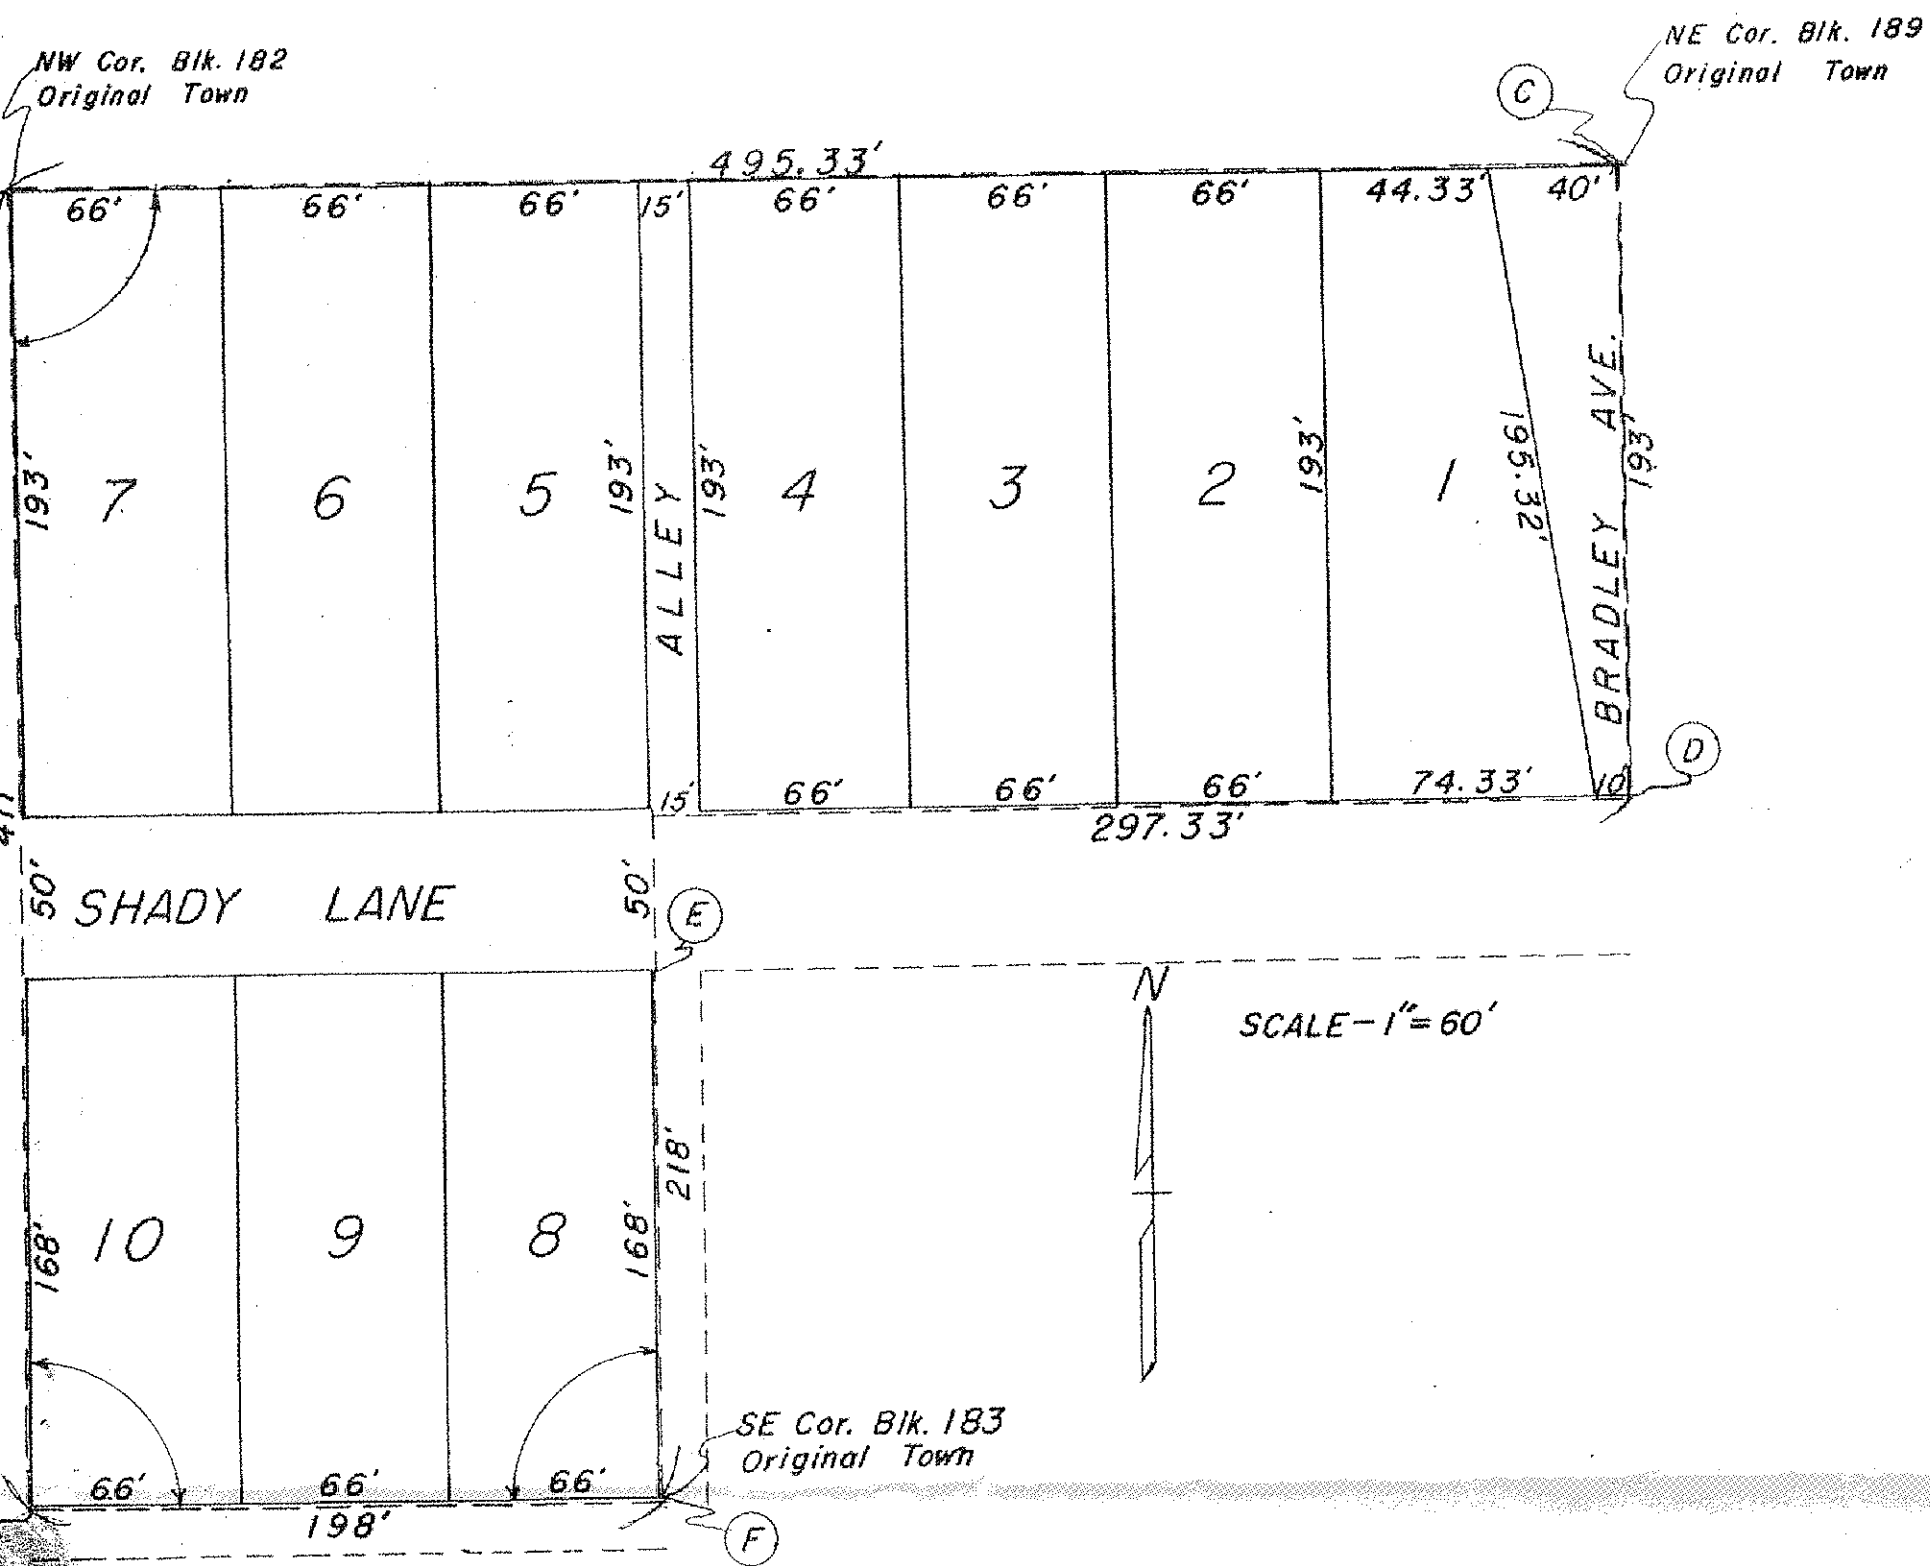 NW Cor. Blk. 182
Original Town
NE Cor. Blk. 189
Original Town
C
495.33'
66'
66'
66'
15'
66'
66'
66'
44.33'
40'
193'
7
6
5
193'
ALLEY
193'
4
3
2
193'
1
195.32'
BRADLEY AVE.
193'
15'
66'
66'
66'
74.33'
10'
D
297.33'
411'
50'
SHADY LANE
50'
E
N
SCALE-1"=60'
168'
10
9
8
168'
218'
SE Cor. Blk. 183
Original Town
66'
66'
66'
198'
F